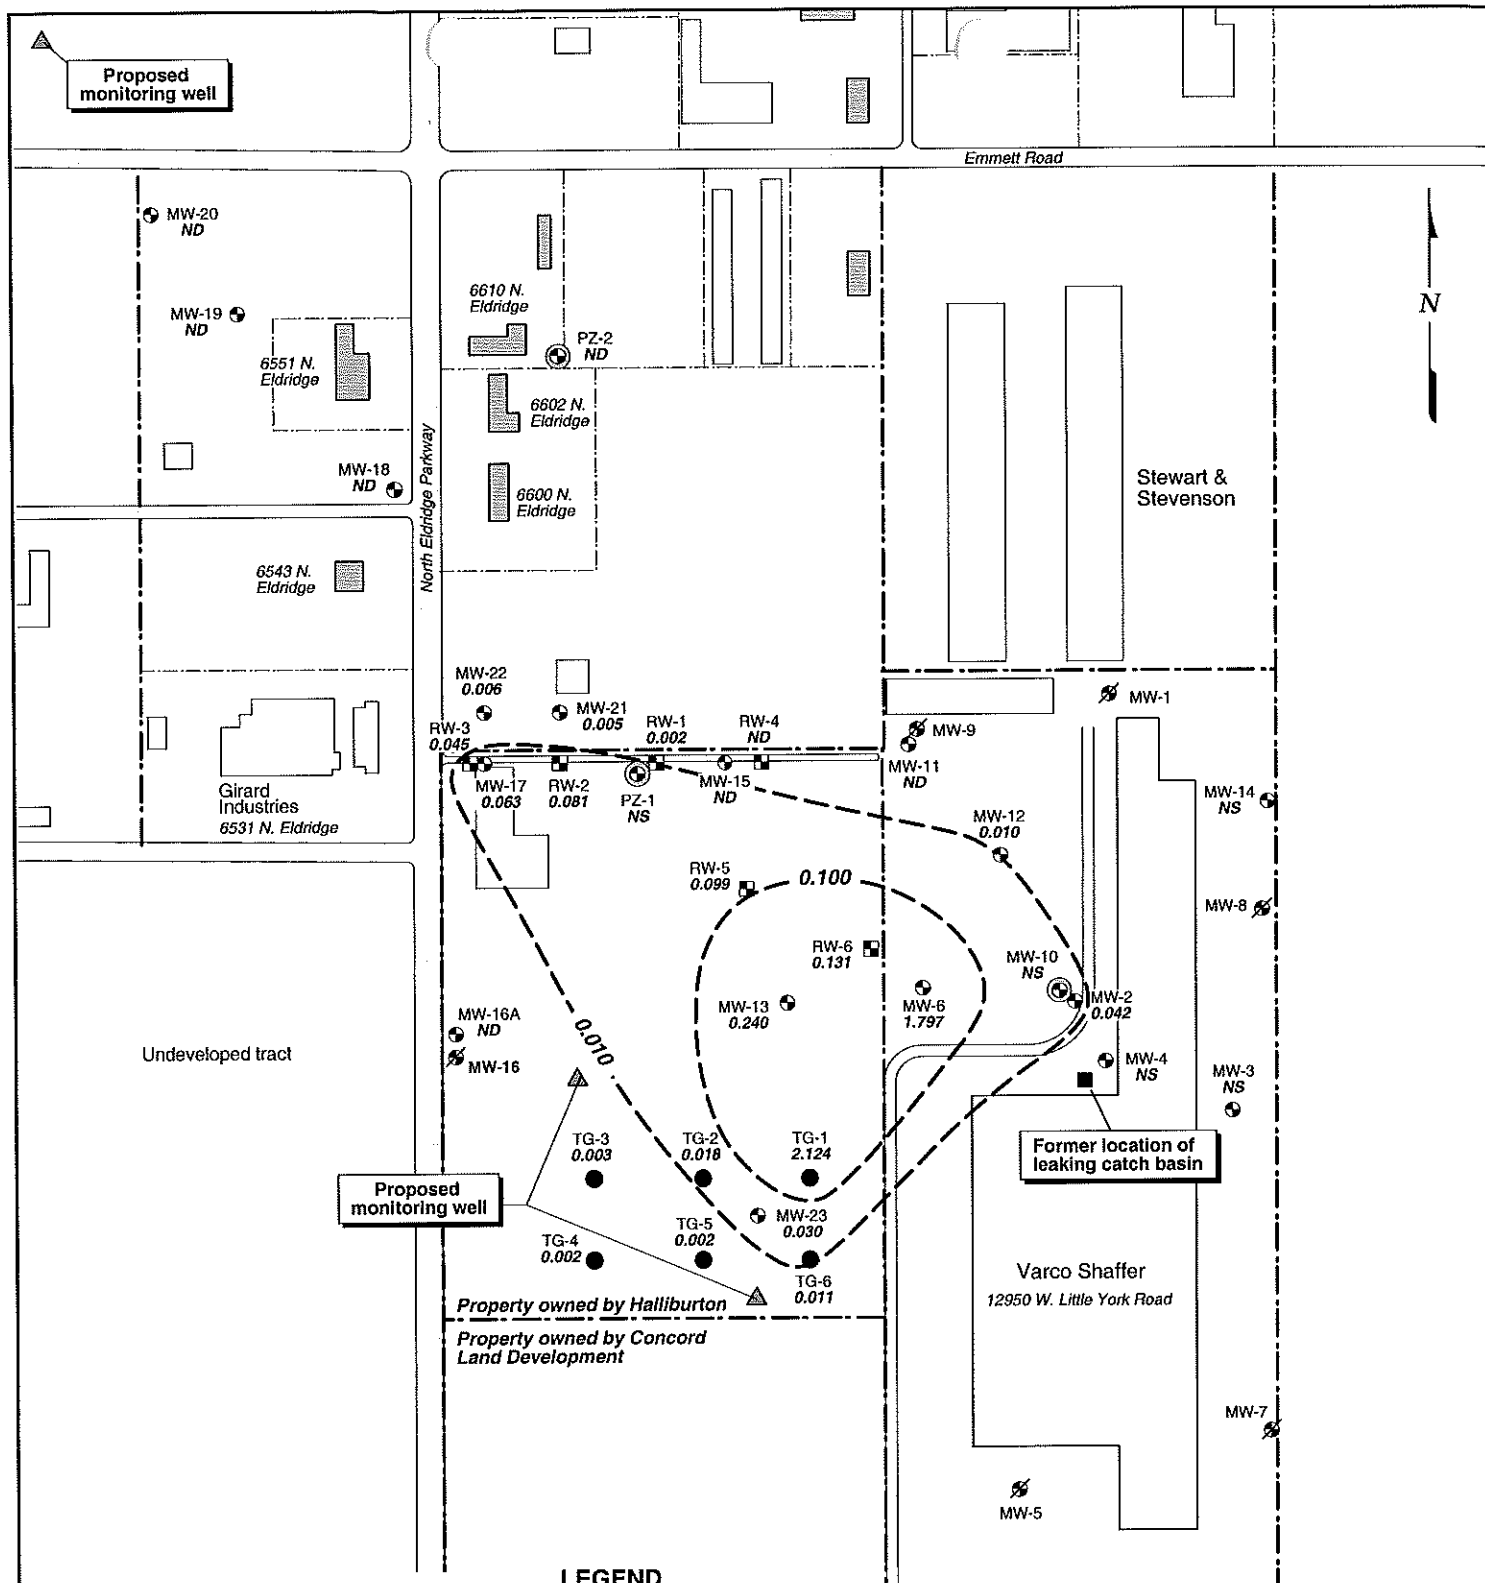 Proposed
monitoring well
Emmett Road
MW-20
ND
MW-19
ND
6551 N.
Eldridge
6610 N.
Eldridge
PZ-2
ND
6602 N.
Eldridge
N
MW-18
ND
North Eldridge Parkway
6600 N.
Eldridge
Stewart &
Stevenson
6543 N.
Eldridge
MW-22
0.006
MW-21
0.005
RW-3
0.045
RW-1
0.002
RW-4
ND
MW-1
MW-9
MW-11
ND
MW-17
0.063
RW-2
0.081
PZ-1
NS
MW-15
ND
Girard
Industries
6531 N. Eldridge
MW-14
NS
MW-12
0.010
RW-5
0.099
0.100
MW-8
RW-6
0.131
MW-10
NS
MW-13
0.240
MW-6
1.797
MW-2
0.042
MW-16A
ND
MW-16
0.010
Undeveloped tract
MW-4
NS
MW-3
NS
TG-3
0.003
TG-2
0.018
TG-1
2.124
Former location of
leaking catch basin
Proposed
monitoring well
MW-23
0.030
TG-4
0.002
TG-5
0.002
TG-6
0.011
Varco Shaffer
12950 W. Little York Road
Property owned by Halliburton
Property owned by Concord
Land Development
MW-7
MW-5
LEGEND